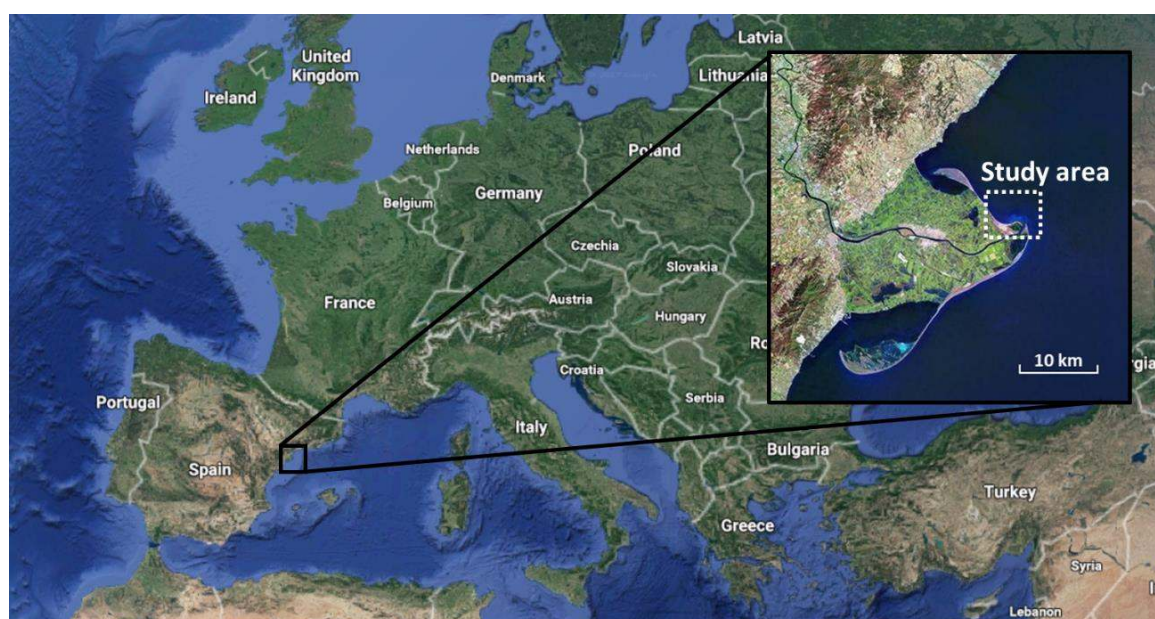 Latvia
United
Kingdom
Denmark
Lithuania
Ireland
Study area
Netherlands
Poland
Germany
Belgium
Czechia
Slovakia
France
Austria
Hungary
Ro
Croatia
10 km
rgia
Portugal
Serbia
Italy
Bulgaria
Spain
Turkey
Greece
Syria
I
Lebanon